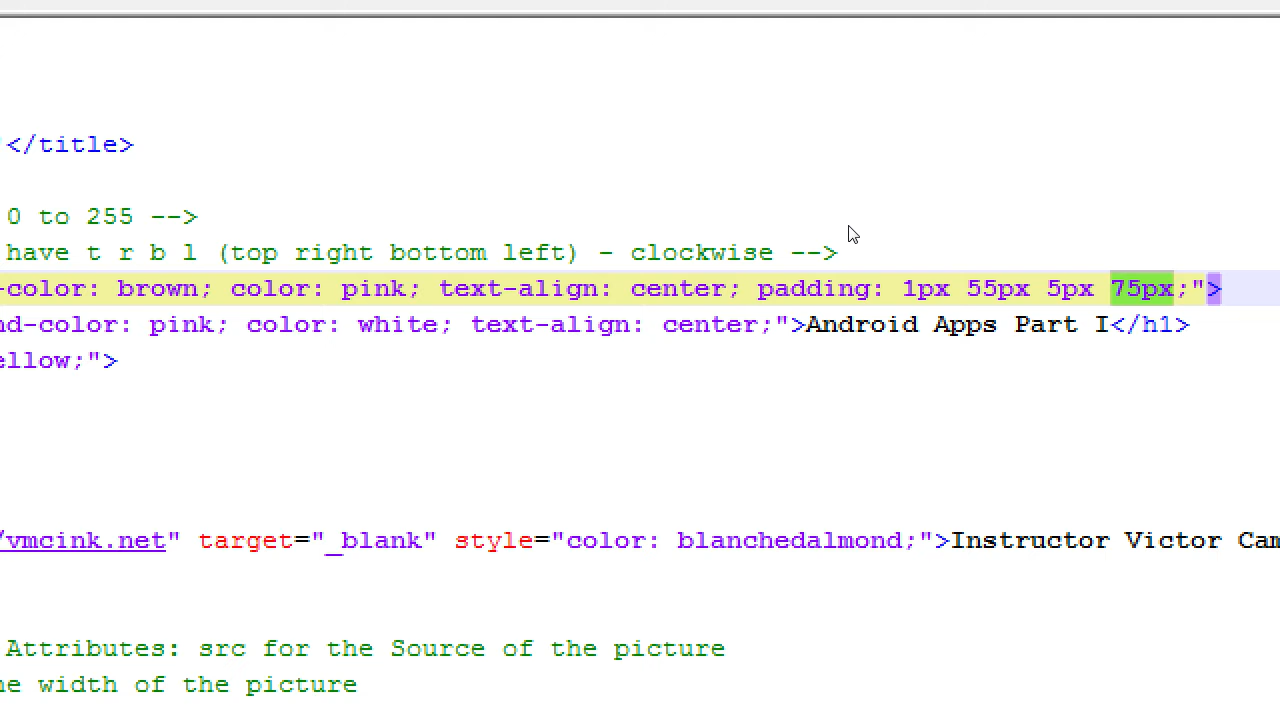 </title>
0 to 255 -->
have t r b l (top right bottom left) - clockwise -->
-color: brown; color: pink; text-align: center; padding: 1px 55px 5px 75px;">
nd-color: pink; color: white; text-align: center;">Android Apps Part I</h1>
ellow;">
/vmcink.net" target="_blank" style="color: blanchedalmond;">Instructor Victor Cam
Attributes: src for the Source of the picture
he width of the picture